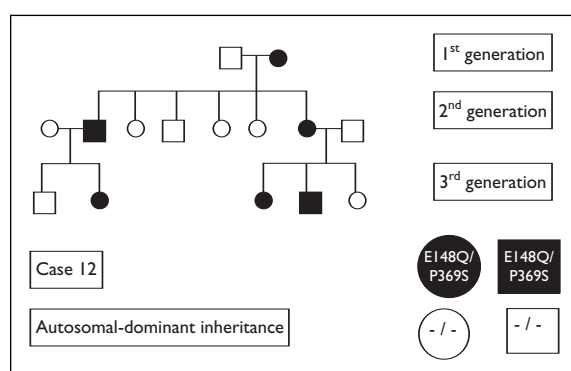 1st generation
2nd generation
3rd generation
Case 12
Autosomal-dominant inheritance
E148Q/
P369S
E148Q/
P369S
- / -
- / -